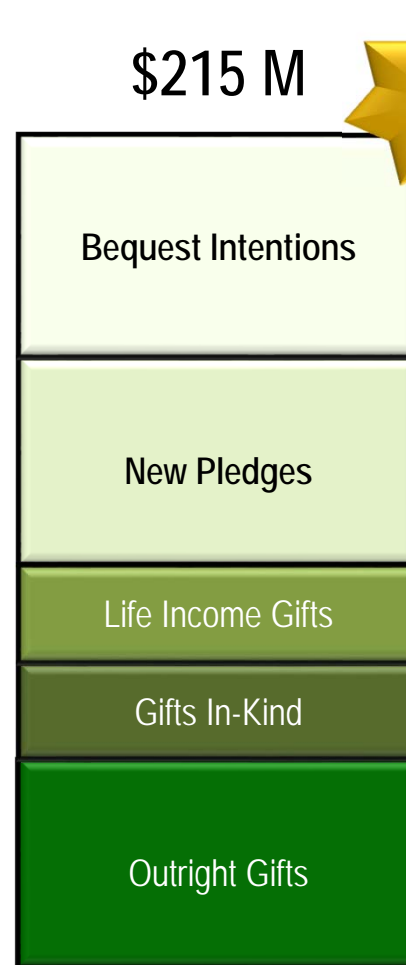 $215 M
Bequest Intentions
New Pledges
Life Income Gifts
Gifts In-Kind
Outright Gifts